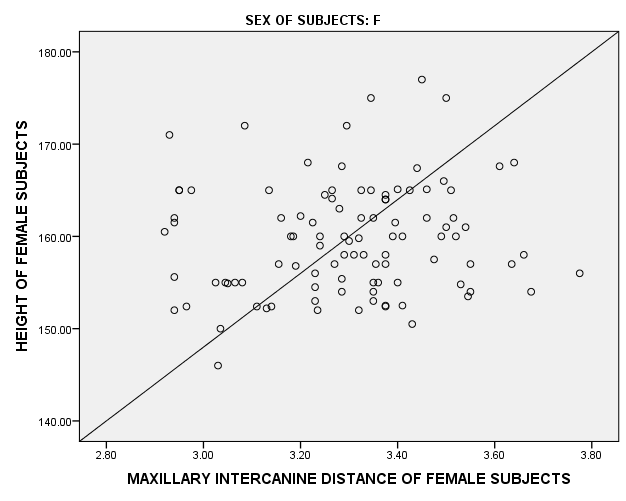 SEX OF SUBJECTS: F
HEIGHT OF FEMALE SUBJECTS
180.00
170.00
160.00
150.00
140.00
2.80 3.00 3.20 3.40 3.60 3.80
MAXILLARY INTERCANINE DISTANCE OF FEMALE SUBJECTS